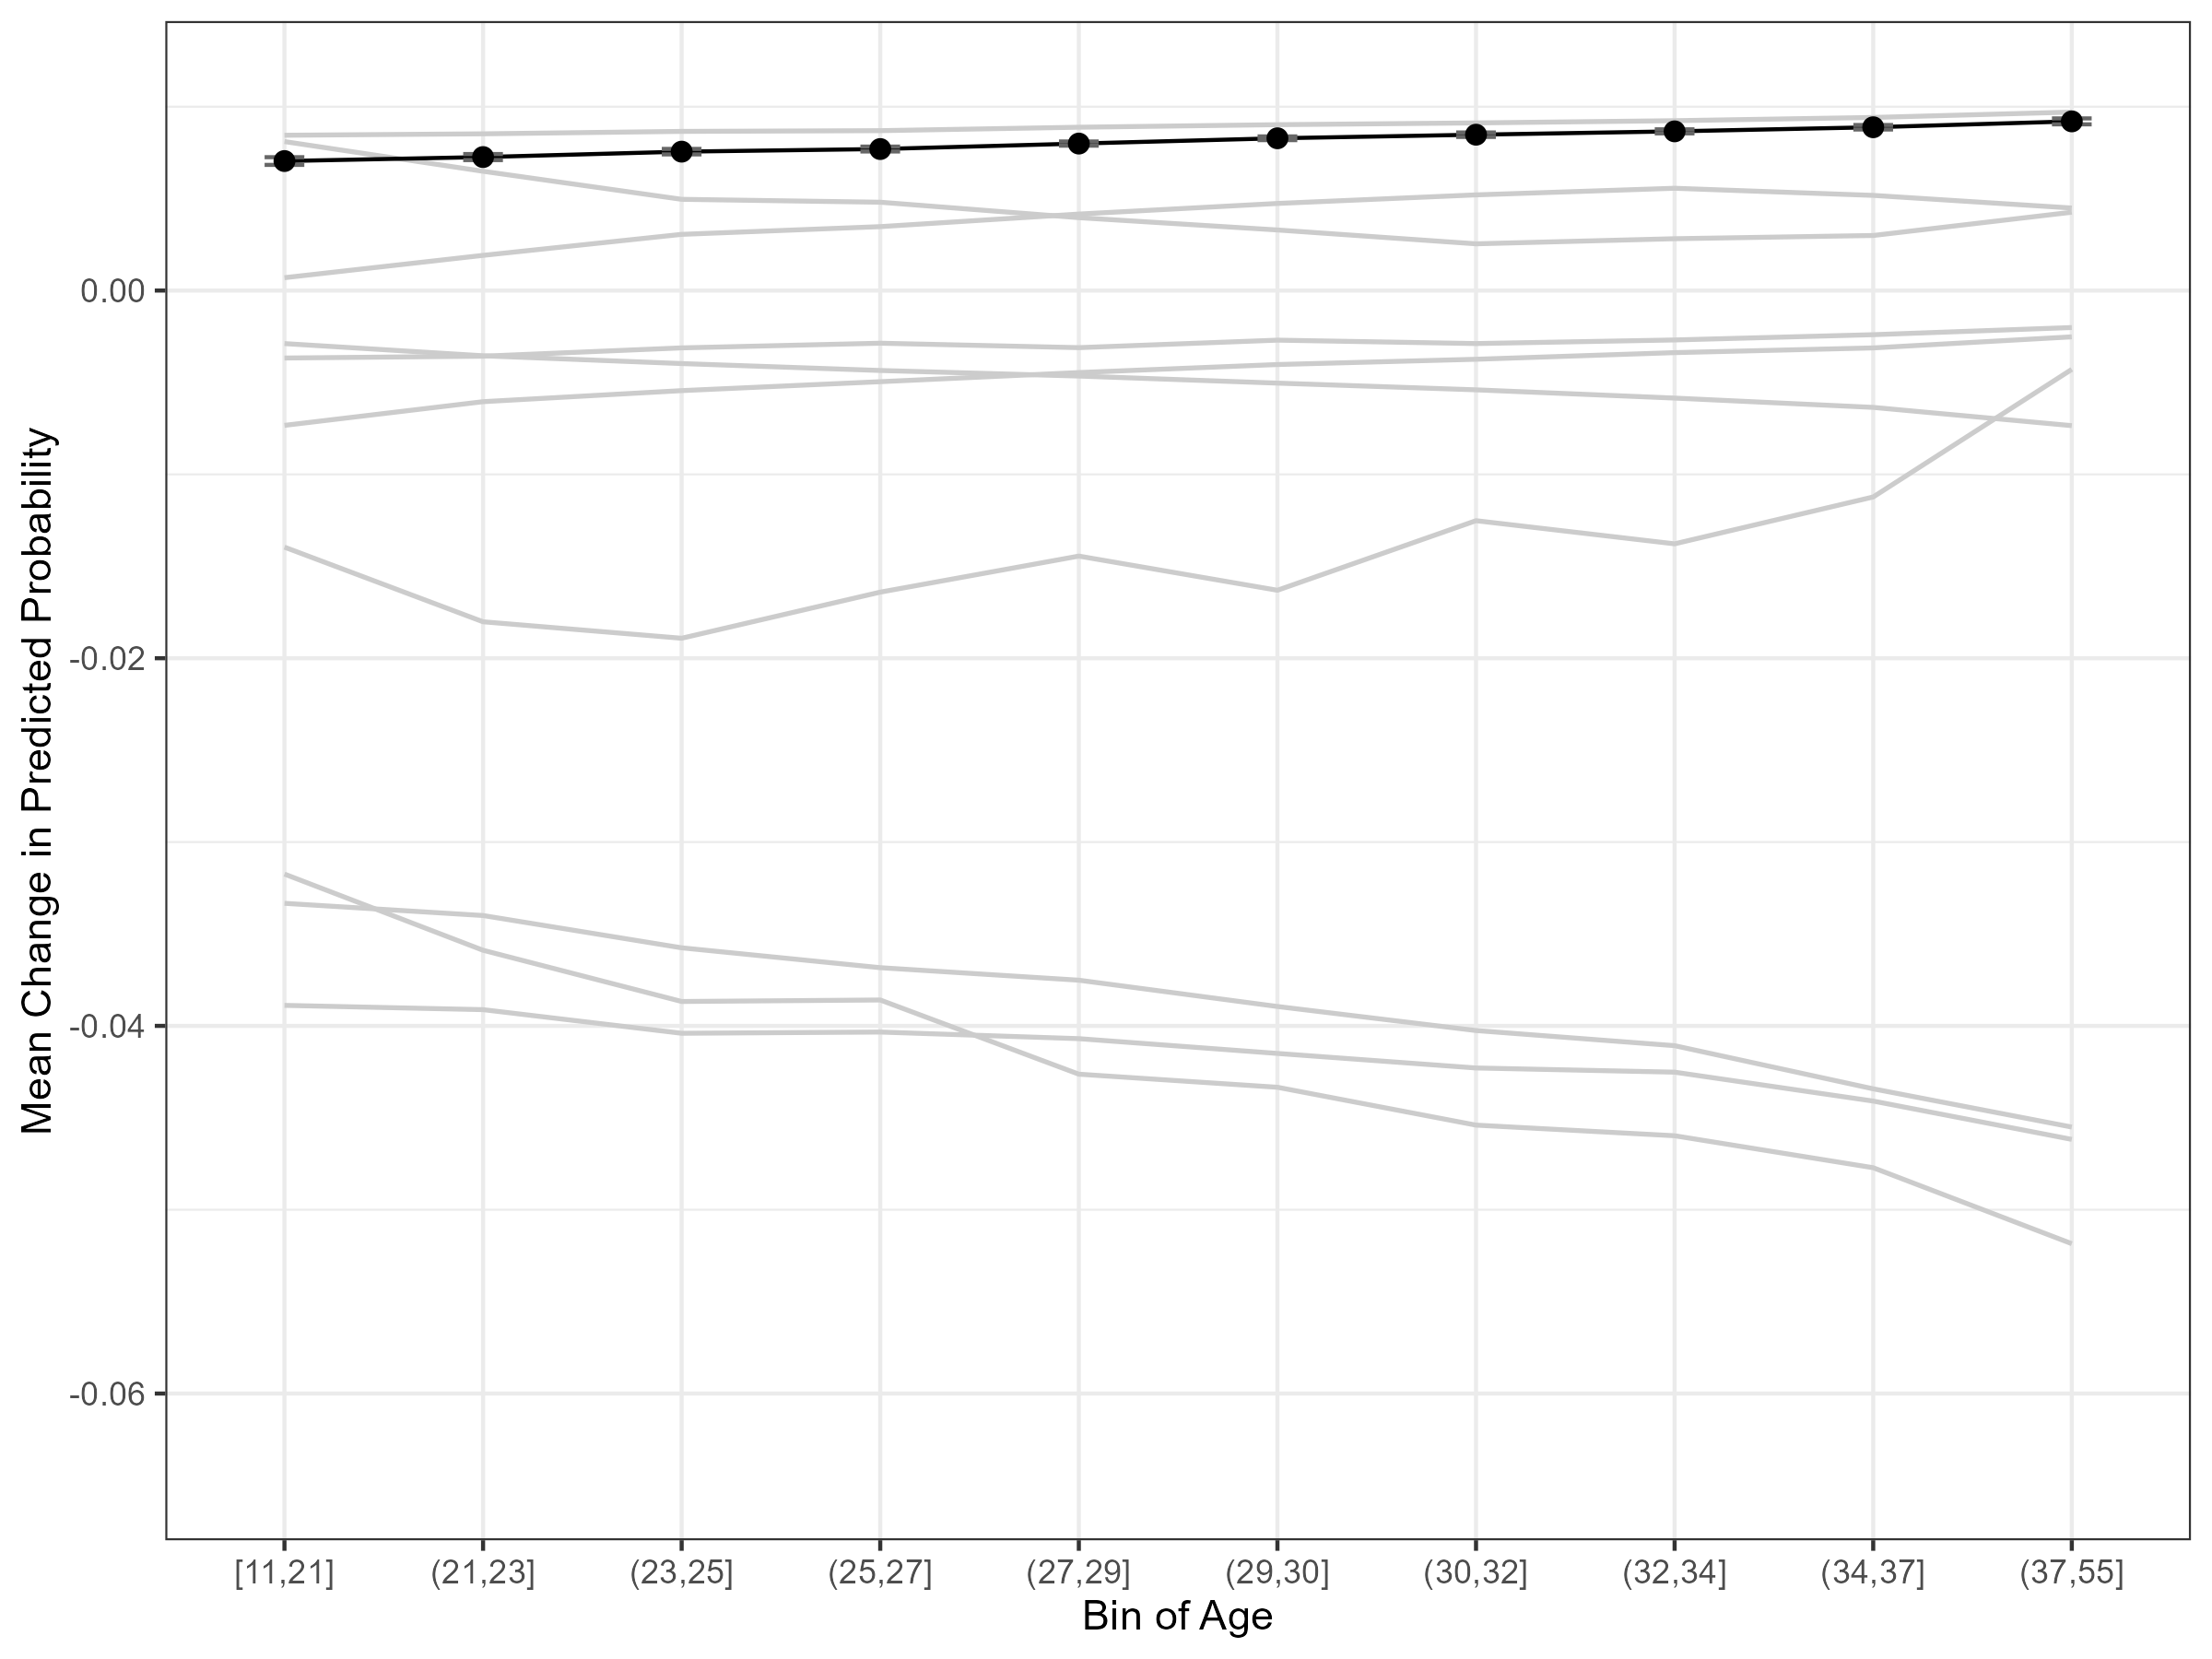 Mean Change in Predicted Probability
0.00
-0.02
-0.04
-0.06
[11,21] (21,23] (23,25] (25,27] (27,29] (29,30] (30,32] (32,34] (34,37] (37,55]
Bin of Age